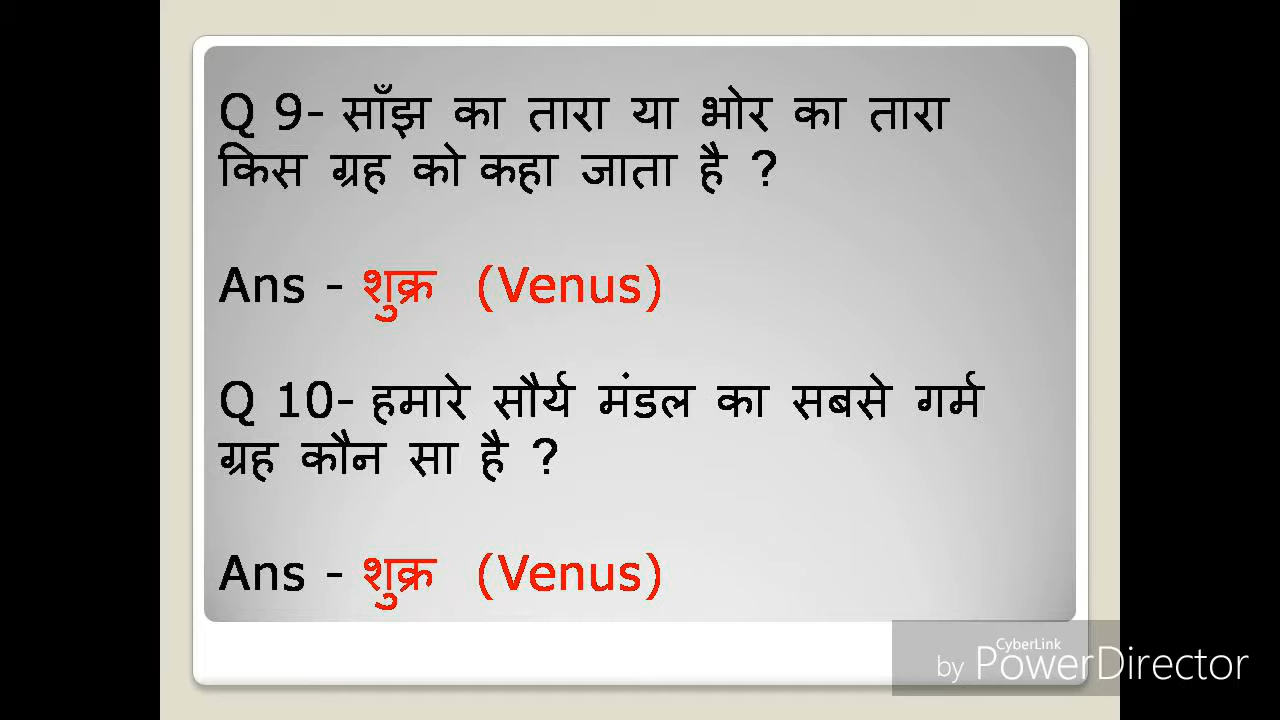 Q 9- साँझ का तारा या भोर का तारा
किस ग्रह को कहा जाता है ?
Ans - शुक्र (Venus)
Q 10- हमारे सौर्य मंडल का सबसे गर्म
ग्रह कौन सा है ?
Ans - शुक्र (Venus)
CyberLink
by PowerDirector